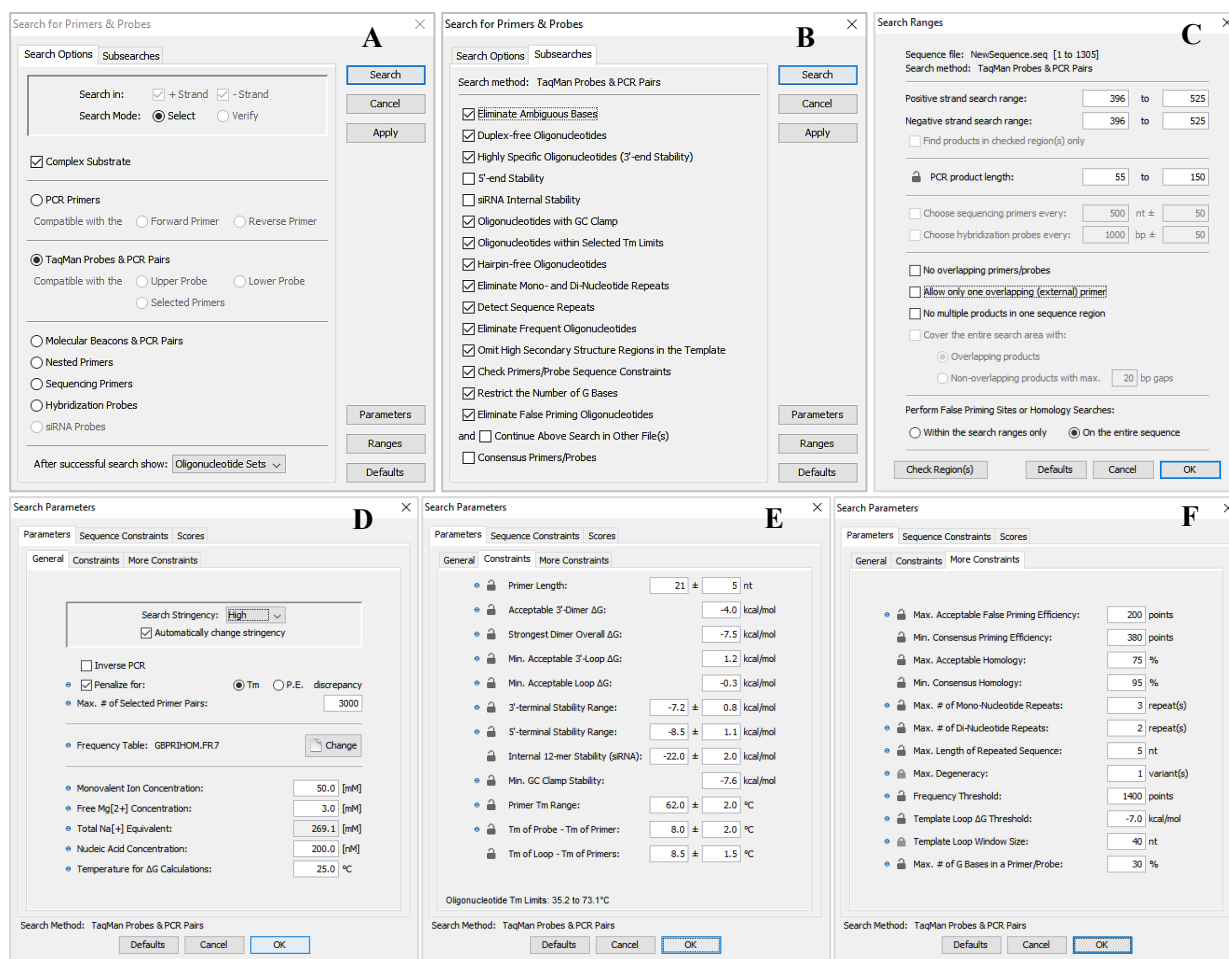 Search for Primers & Probes
A
Search Options Subsearches
Search in: + Strand - Strand
Search Mode: Select Verify
Complex Substrate
PCR Primers
Compatible with the Forward Primer Reverse Primer
TaqMan Probes & PCR Pairs
Compatible with the Upper Probe Lower Probe
Selected Primers
Molecular Beacons & PCR Pairs
Nested Primers
Sequencing Primers
Hybridization Probes
siRNA Probes
After successful search show: Oligonucleotide Sets
Search
Cancel
Apply
Parameters
Ranges
Defaults
Search for Primers & Probes
B
Search Options Subsearches
Search method: TaqMan Probes & PCR Pairs
Eliminate Ambiguous Bases
Duplex-free Oligonucleotides
Highly Specific Oligonucleotides (3'-end Stability)
5'-end Stability
siRNA Internal Stability
Oligonucleotides with GC Clamp
Oligonucleotides within Selected Tm Limits
Hairpin-free Oligonucleotides
Eliminate Mono- and Di-Nucleotide Repeats
Detect Sequence Repeats
Eliminate Frequent Oligonucleotides
Omit High Secondary Structure Regions in the Template
Check Primers/Probe Sequence Constraints
Restrict the Number of G Bases
Eliminate False Priming Oligonucleotides
and Continue Above Search in Other File(s)
Consensus Primers/Probes
Search
Cancel
Apply
Parameters
Ranges
Defaults
Search Ranges
C
Sequence file: NewSequence.seq [1 to 1305]
Search method: TaqMan Probes & PCR Pairs
Positive strand search range: 396 to 525
Negative strand search range: 396 to 525
Find products in checked region(s) only
PCR product length: 55 to 150
Choose sequencing primers every: 500 nt ± 50
Choose hybridization probes every: 1000 bp ± 50
No overlapping primers/probes
Allow only one overlapping (external) primer
No multiple products in one sequence region
Cover the entire search area with:
Overlapping products
Non-overlapping products with max. 20 bp gaps
Perform False Priming Sites or Homology Searches:
Within the search ranges only On the entire sequence
Check Region(s) Defaults Cancel OK
Search Parameters
D
Parameters Sequence Constraints Scores
General Constraints More Constraints
Search Stringency: High
Automatically change stringency
Inverse PCR
Penalize for: Tm P.E. discrepancy
Max. # of Selected Primer Pairs: 3000
Frequency Table: GBPRIHOM.FR7 Change
Monovalent Ion Concentration: 50.0 [mM]
Free Mg[2+] Concentration: 3.0 [mM]
Total Na[+] Equivalent: 269.1 [mM]
Nucleic Acid Concentration: 200.0 [nM]
Temperature for ΔG Calculations: 25.0 °C
Search Method: TaqMan Probes & PCR Pairs
Defaults Cancel OK
Search Parameters
E
Parameters Sequence Constraints Scores
General Constraints More Constraints
Primer Length: 21 ± 5 nt
Acceptable 3'-Dimer ΔG: -4.0 kcal/mol
Strongest Dimer Overall ΔG: -7.5 kcal/mol
Min. Acceptable 3'-Loop ΔG: 1.2 kcal/mol
Min. Acceptable Loop ΔG: -0.3 kcal/mol
3'-terminal Stability Range: -7.2 ± 0.8 kcal/mol
5'-terminal Stability Range: -8.5 ± 1.1 kcal/mol
Internal 12-mer Stability (siRNA): -22.0 ± 2.0 kcal/mol
Min. GC Clamp Stability: -7.6 kcal/mol
Primer Tm Range: 62.0 ± 2.0 °C
Tm of Probe - Tm of Primer: 8.0 ± 2.0 °C
Tm of Loop - Tm of Primers: 8.5 ± 1.5 °C
Oligonucleotide Tm Limits: 35.2 to 73.1°C
Search Method: TaqMan Probes & PCR Pairs
Defaults Cancel OK
Search Parameters
F
Parameters Sequence Constraints Scores
General Constraints More Constraints
Max. Acceptable False Priming Efficiency: 200 points
Min. Consensus Priming Efficiency: 380 points
Max. Acceptable Homology: 75 %
Min. Consensus Homology: 95 %
Max. # of Mono-Nucleotide Repeats: 3 repeat(s)
Max. # of Di-Nucleotide Repeats: 2 repeat(s)
Max. Length of Repeated Sequence: 5 nt
Max. Degeneracy: 1 variant(s)
Frequency Threshold: 1400 points
Template Loop ΔG Threshold: -7.0 kcal/mol
Template Loop Window Size: 40 nt
Max. # of G Bases in a Primer/Probe: 30 %
Search Method: TaqMan Probes & PCR Pairs
Defaults Cancel OK